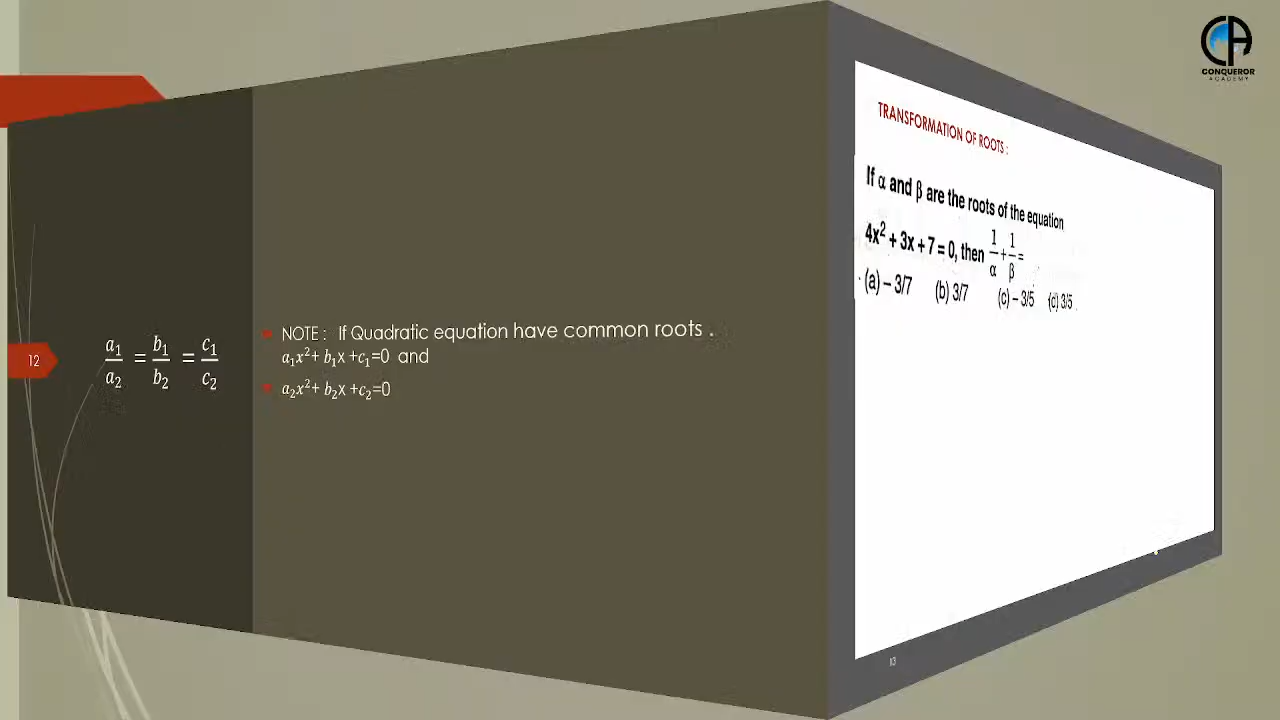 CONQUEROR
ACADEMY
12
a₁/a₂ = b₁/b₂ = c₁/c₂
NOTE : If Quadratic equation have common roots .
a₁x²+ b₁x +c₁=0 and
a₂x²+ b₂x +c₂=0
TRANSFORMATION OF ROOTS :
If α and β are the roots of the equation
4x² + 3x + 7 = 0, then 1/α + 1/β =
(a) – 3/7 (b) 3/7 (c) – 3/5 (c) 3/5
13